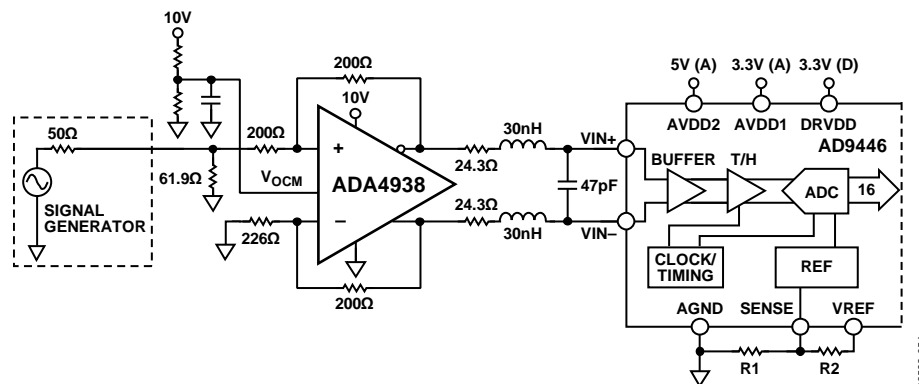 10V
5V (A) 3.3V (A) 3.3V (D)
200Ω
10V
AVDD2 AVDD1 DRVDD
AD9446
50Ω
200Ω
30nH
VIN+
BUFFER T/H
+
24.3Ω
61.9Ω
VOCM
ADA4938
47pF
ADC
16
SIGNAL
GENERATOR
24.3Ω
–
226Ω
30nH
VIN–
CLOCK/
TIMING
REF
200Ω
AGND SENSE VREF
R1 R2